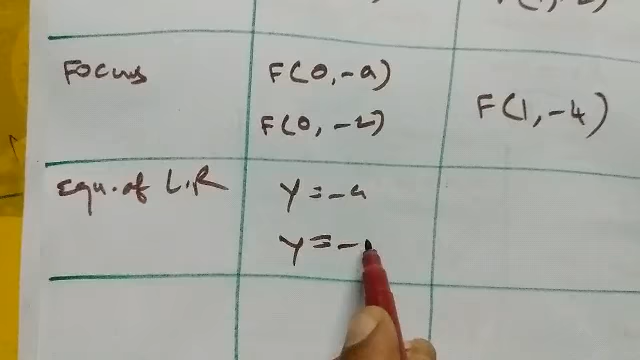 Focus
F(0, -a)
F(0, -2)
F(1, -4)
Equ. of L.R
Y = -a
Y = -